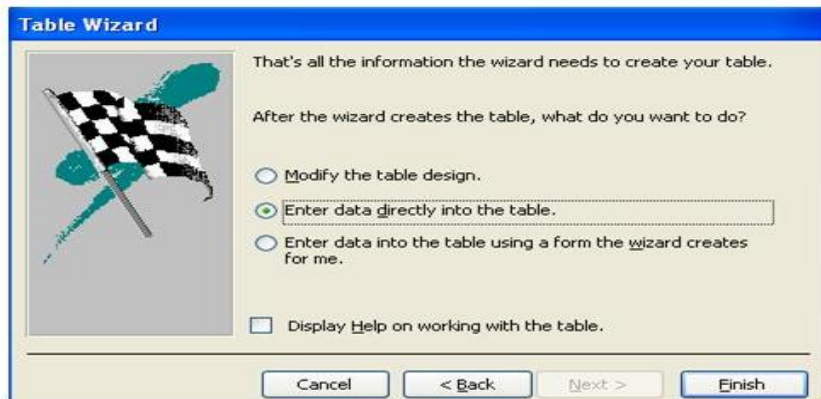 Table Wizard
That's all the information the wizard needs to create your table.
After the wizard creates the table, what do you want to do?
Modify the table design.
Enter data directly into the table.
Enter data into the table using a form the wizard creates
for me.
Display Help on working with the table.
Cancel
< Back
Next >
Finish